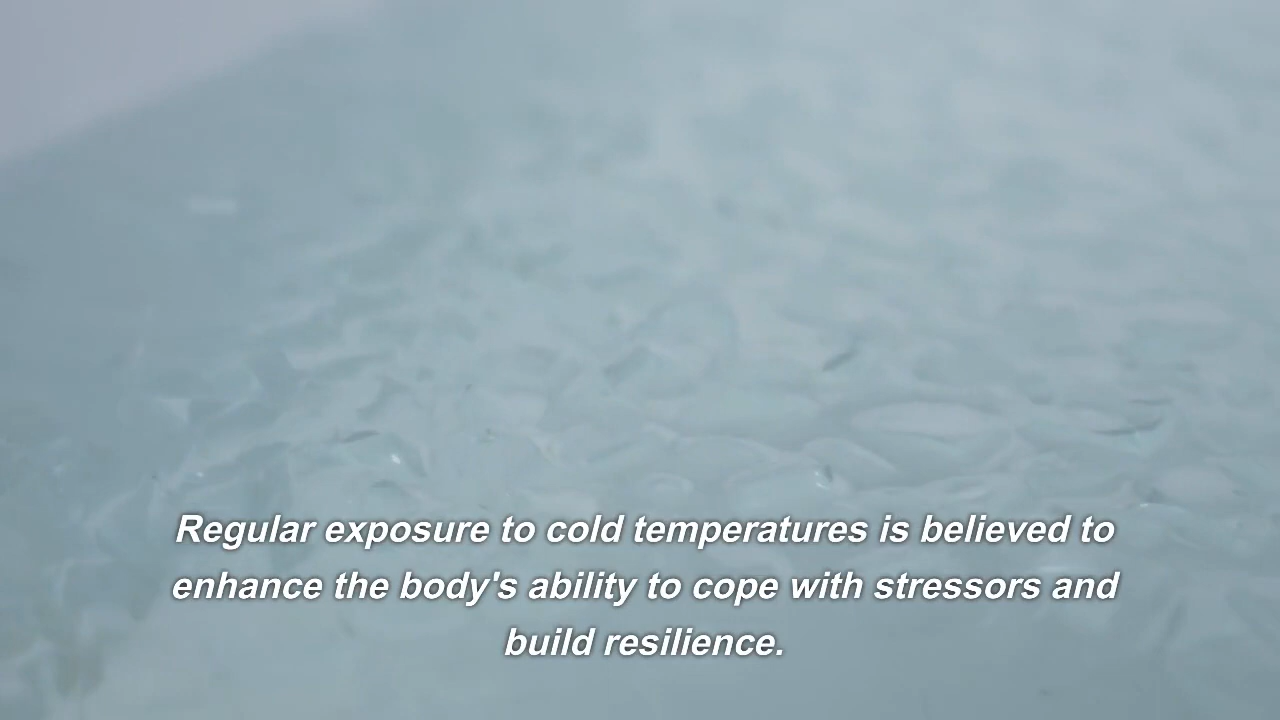 Regular exposure to cold temperatures is believed to
enhance the body's ability to cope with stressors and
build resilience.